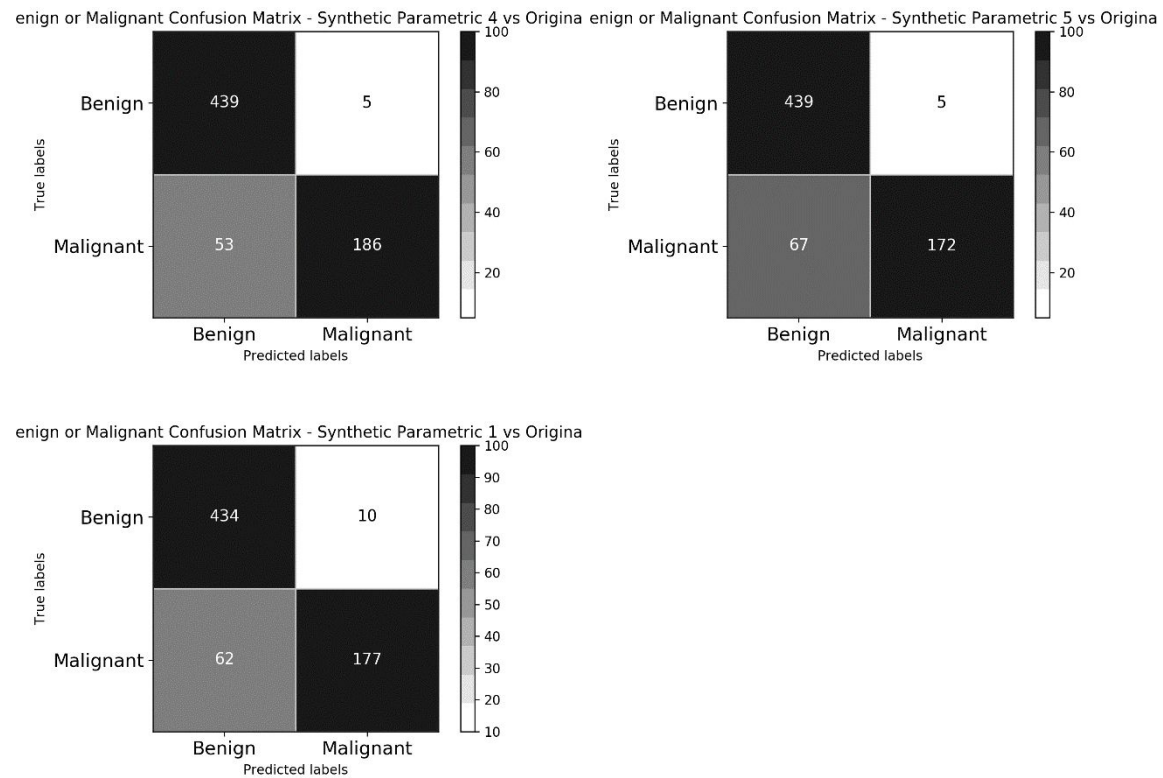 enign or Malignant Confusion Matrix - Synthetic Parametric 4 vs Origina
100
Benign
439
5
80
True labels
60
40
Malignant
53
186
20
Benign
Malignant
Predicted labels
enign or Malignant Confusion Matrix - Synthetic Parametric 5 vs Origina
100
Benign
439
5
80
True labels
60
40
Malignant
67
172
20
Benign
Malignant
Predicted labels
enign or Malignant Confusion Matrix - Synthetic Parametric 1 vs Origina
100
90
Benign
434
10
80
70
True labels
60
50
40
Malignant
62
177
30
20
10
Benign
Malignant
Predicted labels